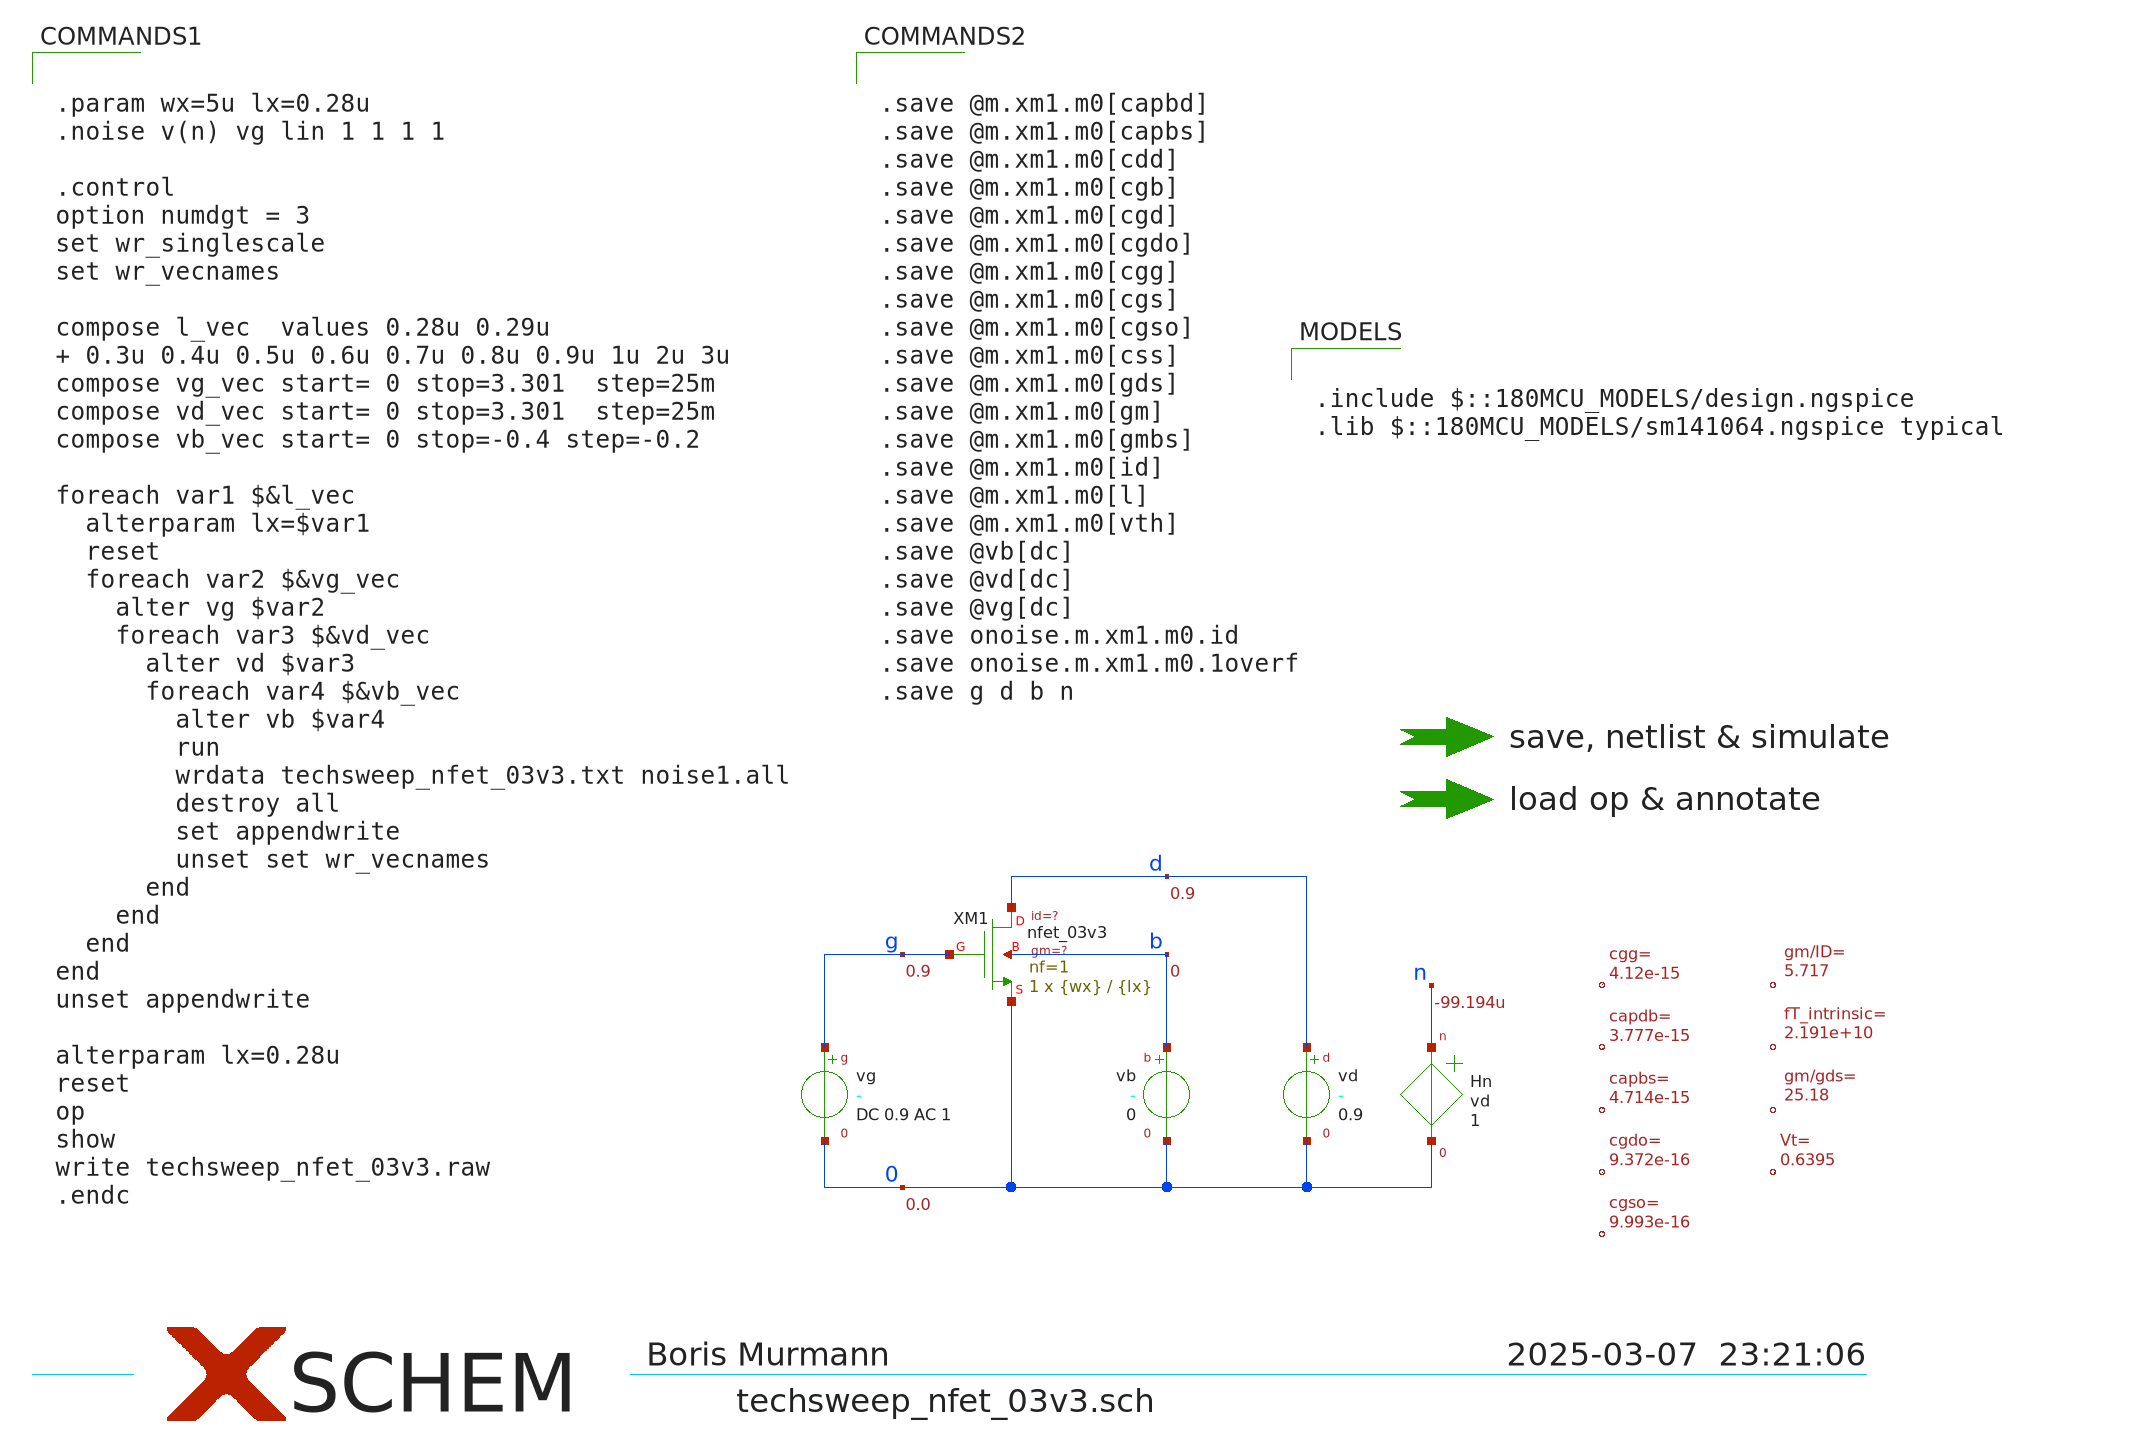 COMMANDS1
.param wx=5u lx=0.28u
.noise v(n) vg lin 1 1 1 1
.control
option numdgt = 3
set wr_singlescale
set wr_vecnames
compose l_vec  values 0.28u 0.29u
+ 0.3u 0.4u 0.5u 0.6u 0.7u 0.8u 0.9u 1u 2u 3u
compose vg_vec start= 0 stop=3.301  step=25m
compose vd_vec start= 0 stop=3.301  step=25m
compose vb_vec start= 0 stop=-0.4 step=-0.2
foreach var1 $&l_vec
  alterparam lx=$var1
  reset
  foreach var2 $&vg_vec
    alter vg $var2
    foreach var3 $&vd_vec
      alter vd $var3
      foreach var4 $&vb_vec
        alter vb $var4
        run
        wrdata techsweep_nfet_03v3.txt noise1.all
        destroy all
        set appendwrite
        unset set wr_vecnames
      end
    end
  end
end
unset appendwrite
alterparam lx=0.28u
reset
op
show
write techsweep_nfet_03v3.raw
.endc
COMMANDS2
.save @m.xm1.m0[capbd]
.save @m.xm1.m0[capbs]
.save @m.xm1.m0[cdd]
.save @m.xm1.m0[cgb]
.save @m.xm1.m0[cgd]
.save @m.xm1.m0[cgdo]
.save @m.xm1.m0[cgg]
.save @m.xm1.m0[cgs]
.save @m.xm1.m0[cgso]
.save @m.xm1.m0[css]
.save @m.xm1.m0[gds]
.save @m.xm1.m0[gm]
.save @m.xm1.m0[gmbs]
.save @m.xm1.m0[id]
.save @m.xm1.m0[l]
.save @m.xm1.m0[vth]
.save @vb[dc]
.save @vd[dc]
.save @vg[dc]
.save onoise.m.xm1.m0.id
.save onoise.m.xm1.m0.1overf
.save g d b n
MODELS
.include $::180MCU_MODELS/design.ngspice
.lib $::180MCU_MODELS/sm141064.ngspice typical
save, netlist & simulate
load op & annotate
d
0.9
XM1
D
id=?
nfet_03v3
g
G
B
gm=?
b
0.9
nf=1
0
S
1 x {wx} / {lx}
n
-99.194u
n
+ g
vg
-
DC 0.9 AC 1
0
b +
vb
-
0
0
+ d
vd
-
0.9
0
+
Hn
vd
1
0
0
0.0
cgg=
4.12e-15
capdb=
3.777e-15
capbs=
4.714e-15
cgdo=
9.372e-16
cgso=
9.993e-16
gm/ID=
5.717
fT_intrinsic=
2.191e+10
gm/gds=
25.18
Vt=
0.6395
XSCHEM
Boris Murmann
2025-03-07  23:21:06
techsweep_nfet_03v3.sch